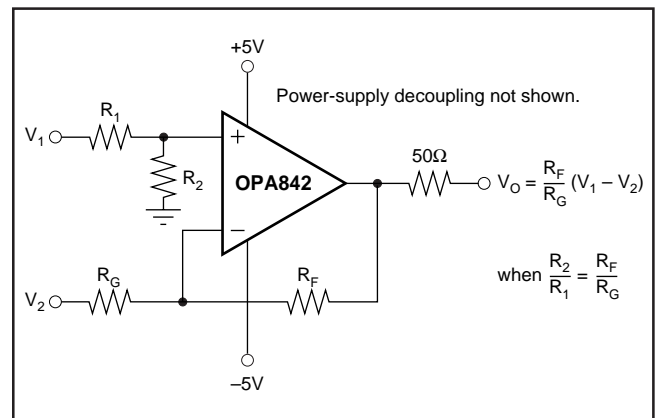 +5V
Power-supply decoupling not shown.
R1
V1
+
R2
OPA842
50Ω
VO = RF/RG (V1 – V2)
–
when R2/R1 = RF/RG
RG
RF
V2
–5V